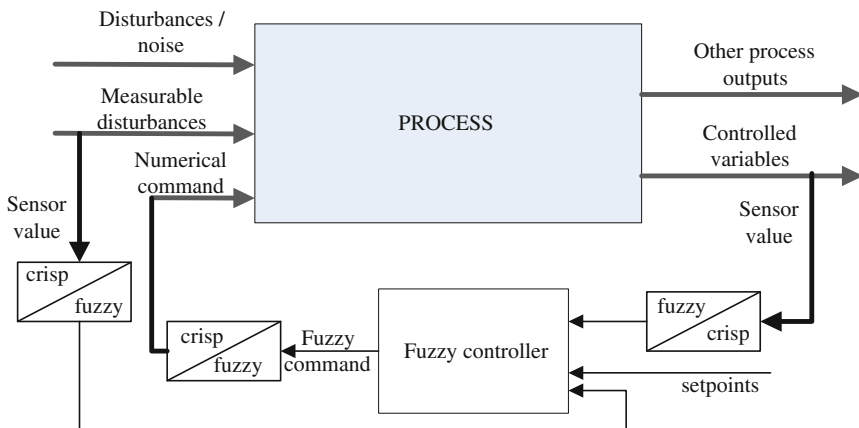 Disturbances /
noise
Measurable
disturbances
Numerical
command
PROCESS
Other process
outputs
Controlled
variables
Sensor
value
Sensor
value
crisp
fuzzy
crisp
fuzzy
Fuzzy
command
Fuzzy controller
fuzzy
crisp
setpoints